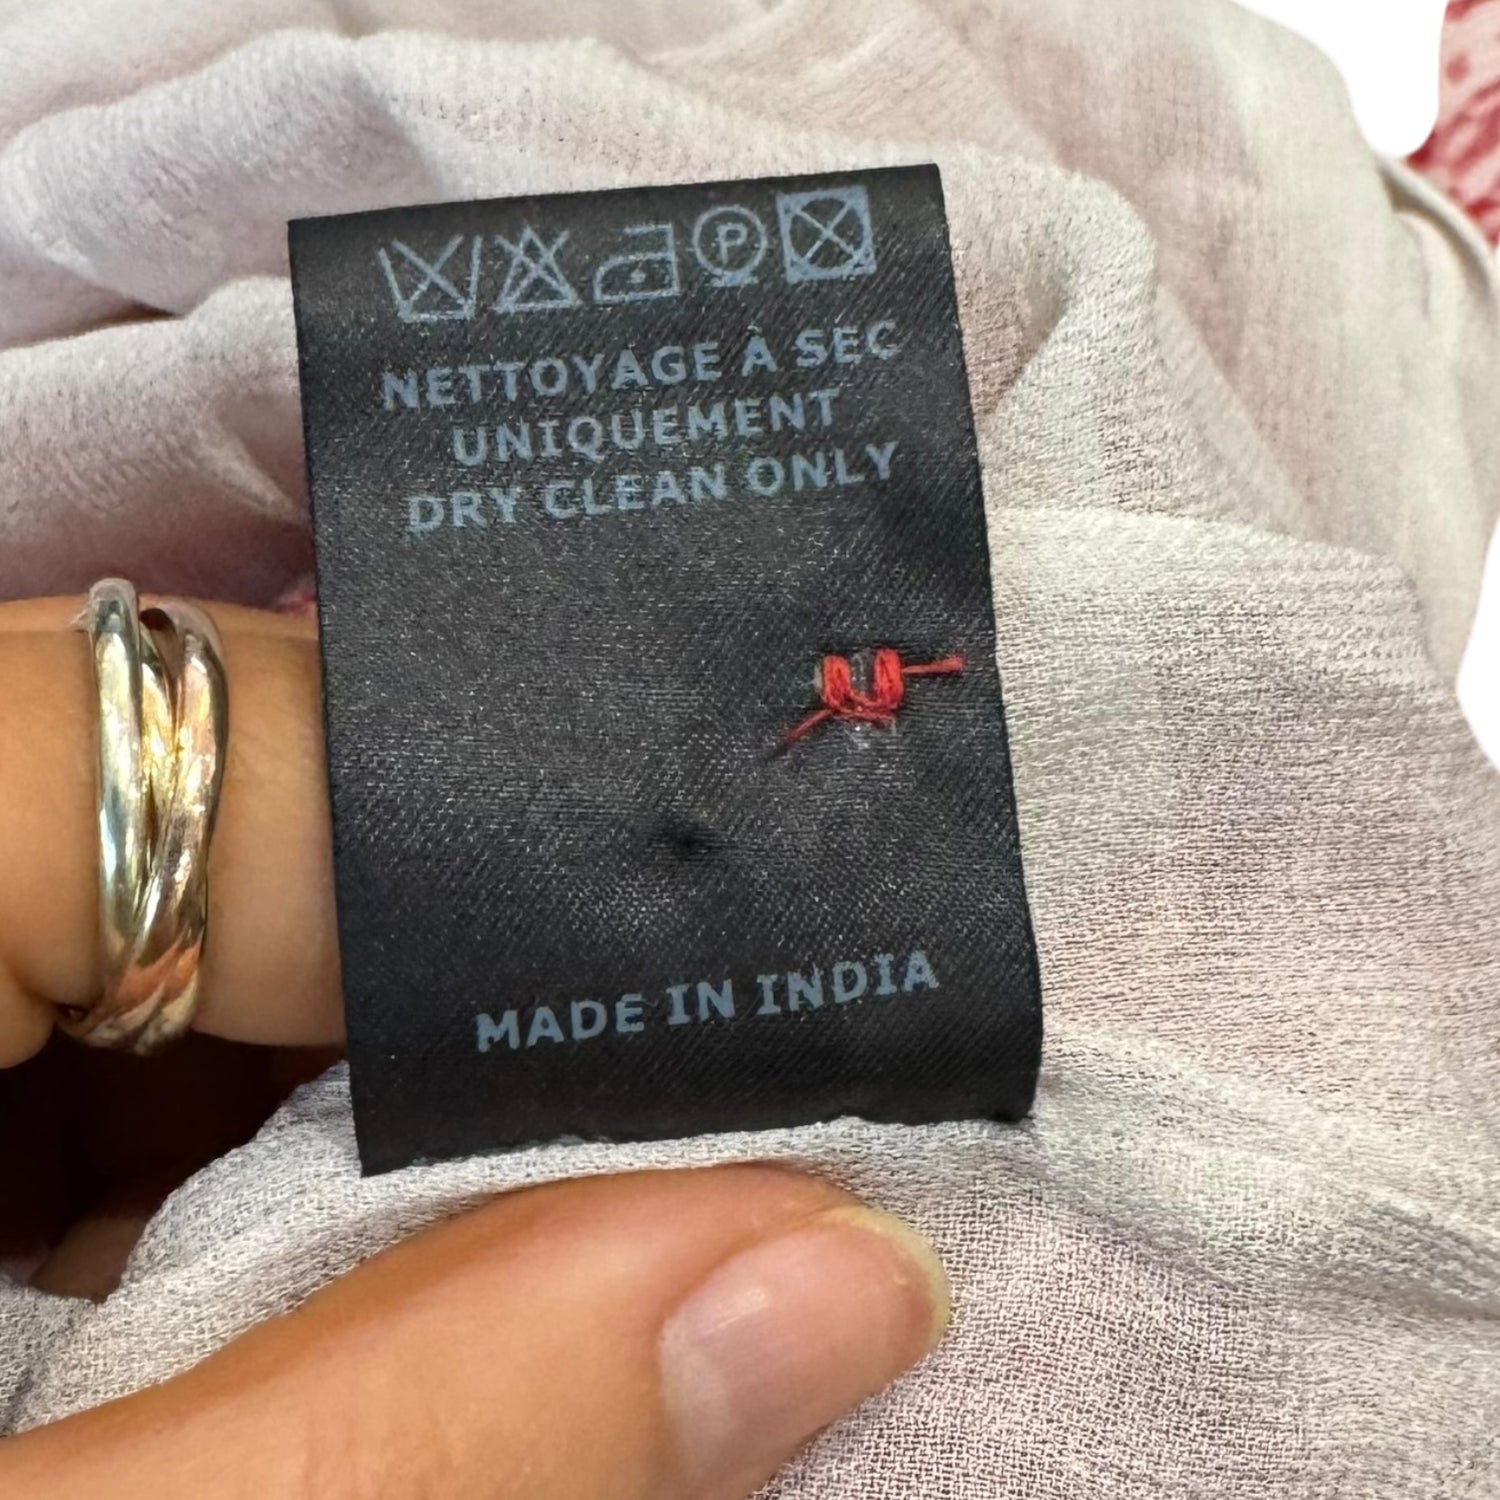 P
NETTOYAGE À SEC
UNIQUEMENT
DRY CLEAN ONLY
MADE IN INDIA